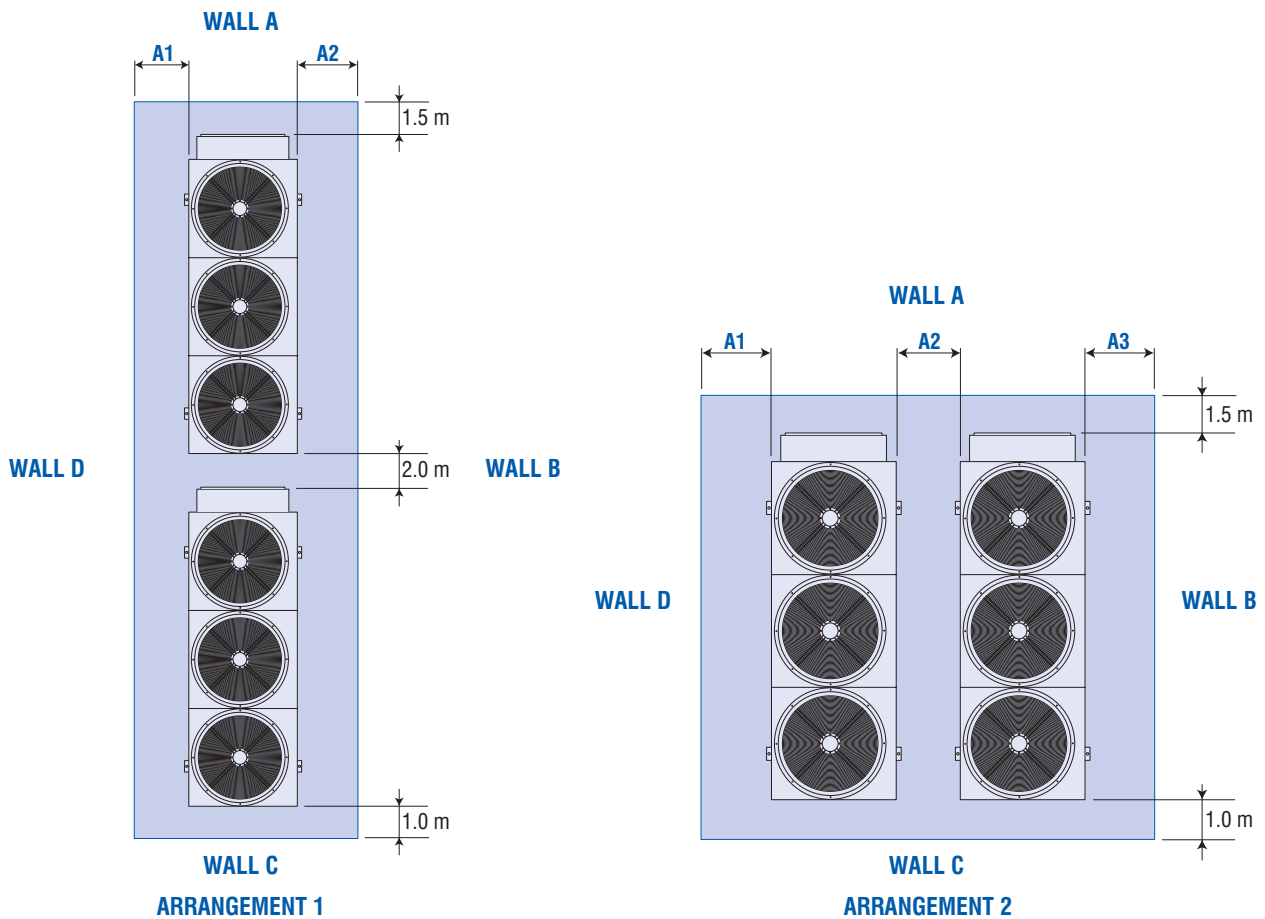 WALL A
A1
A2
1.5 m
WALL D
2.0 m
WALL B
1.0 m
WALL C
ARRANGEMENT 1
WALL A
A1
A2
A3
1.5 m
WALL D
WALL B
1.0 m
WALL C
ARRANGEMENT 2